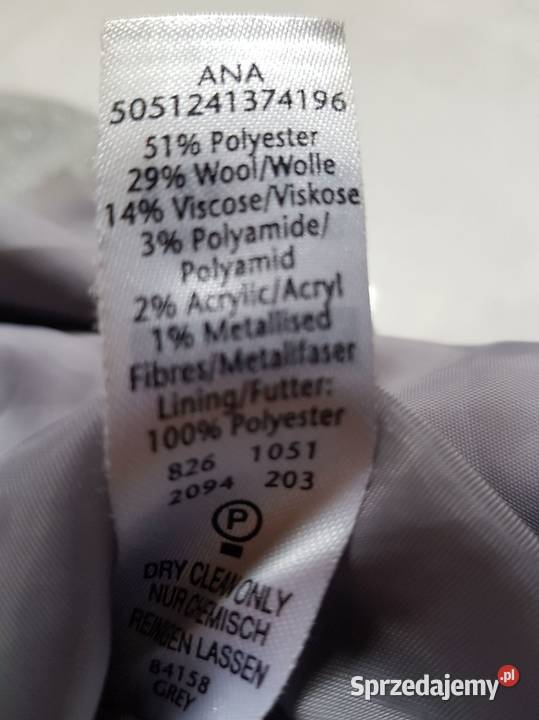 ANA
5051241374196
51% Polyester
29% Wool/Wolle
14% Viscose/Viskose
3% Polyamide/
Polyamid
2% Acrylic/Acryl
1% Metallised
Fibres/Metallfaser
Lining/Futter:
100% Polyester
826 1051
2094 203
P
DRY CLEAN ONLY
NUR CHEMISCH
REINIGEN LASSEN
84158
GREY
Sprzedajemy.pl